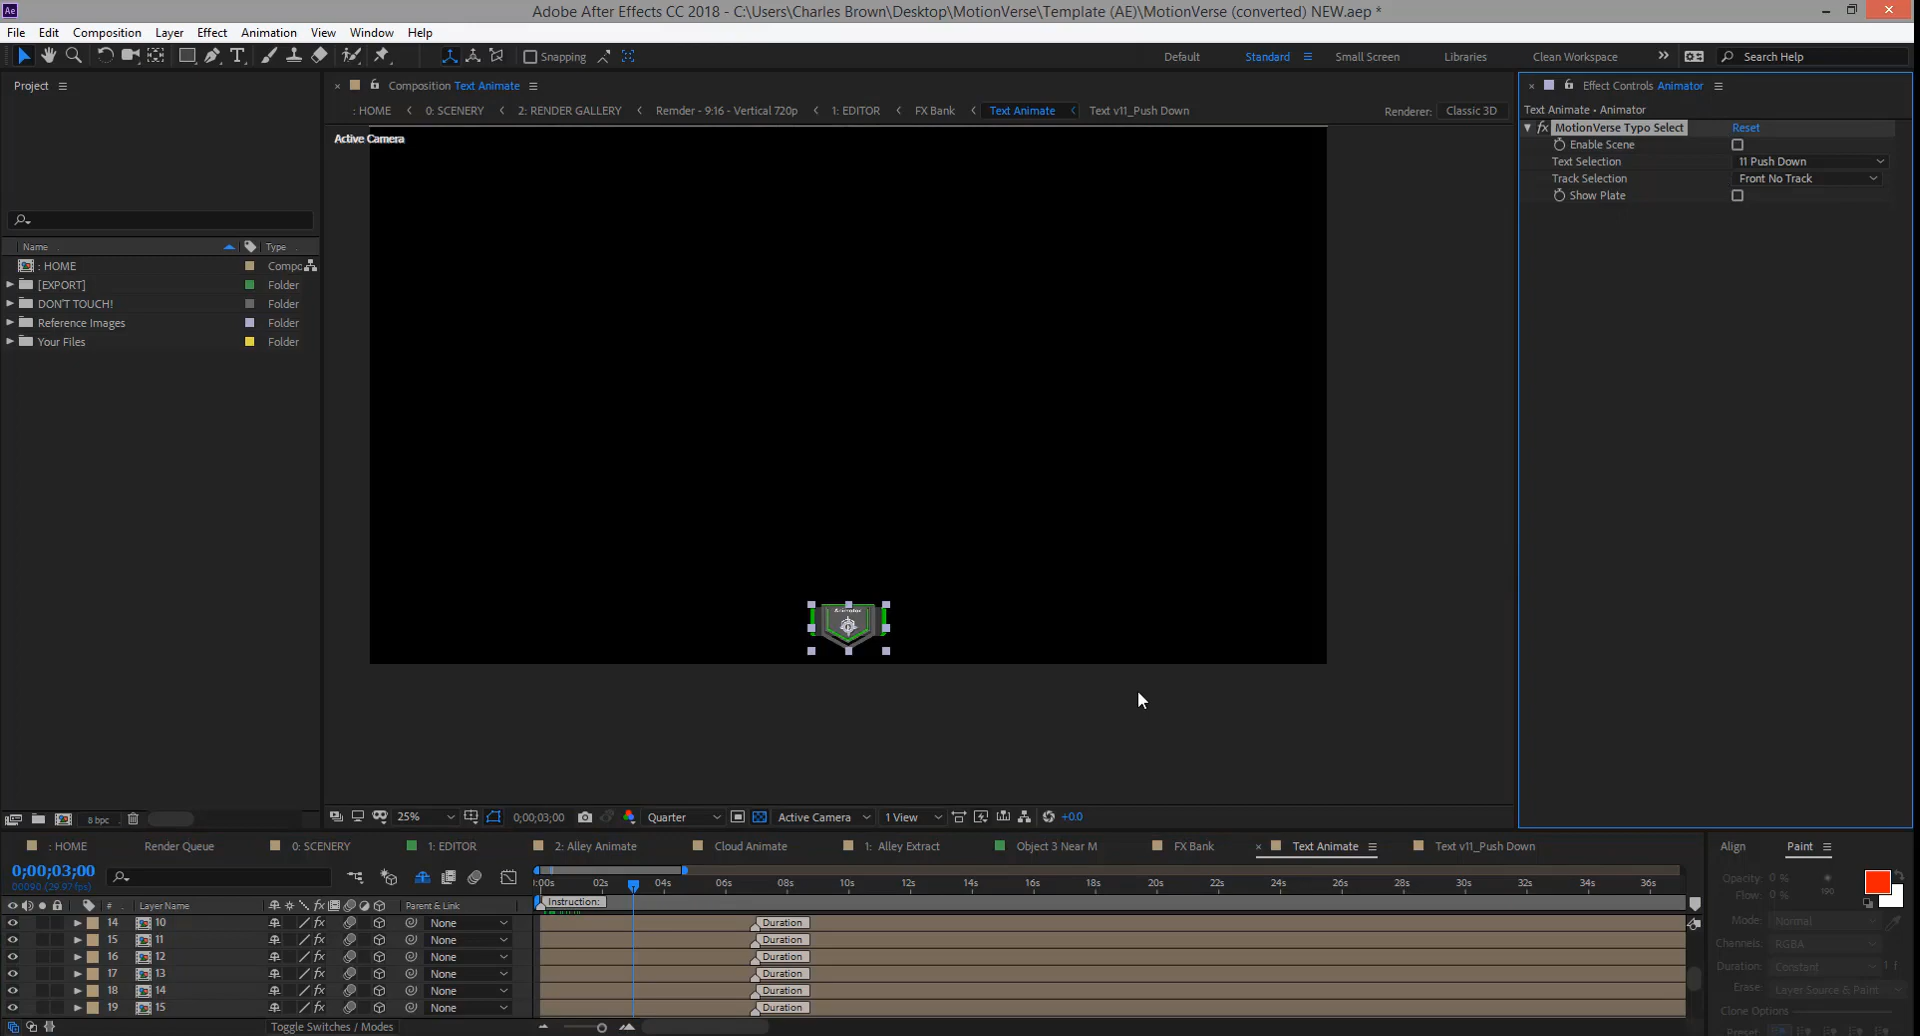 Adobe After Effects CC 2018 - C:\Users\Charles Brown\Desktop\MotionVerse\Template (AE)\MotionVerse (converted) NEW.aep *
File Edit Composition Layer Effect Animation View Window Help
Snapping Default Standard Small Screen Libraries Clean Workspace Search Help
Project
Composition Text Animate
Effect Controls Animator
: HOME 0: SCENERY 2: RENDER GALLERY Remder - 9:16 - Vertical 720p 1: EDITOR FX Bank Text Animate Text v11_Push Down Renderer: Classic 3D
Text Animate • Animator
MotionVerse Typo Select Reset
Active Camera
Enable Scene
Text Selection 11 Push Down
Track Selection Front No Track
Show Plate
Name Type
: HOME Compo
[EXPORT] Folder
DON'T TOUCH! Folder
Reference Images Folder
Your Files Folder
Animator
8 bpc
25% 0;00;03;00 Quarter Active Camera 1 View +0.0
: HOME Render Queue 0: SCENERY 1: EDITOR 2: Alley Animate Cloud Animate 1: Alley Extract Object 3 Near M FX Bank Text Animate Text v11_Push Down
Align Paint
0;00;03;00
00090 (29.97 fps)
:00s 02s 04s 06s 08s 10s 12s 14s 16s 18s 20s 22s 24s 26s 28s 30s 32s 34s 36s
Opacity: 0 %
Flow: 0 % 190
# Layer Name Parent & Link
Instruction:
14 10 None Duration
15 11 None Duration
16 12 None Duration
17 13 None Duration
18 14 None Duration
19 15 None Duration
Mode: Normal
Channels: RGBA
Duration: Constant
Erase: Layer Source & Paint
Clone Options
Preset:
Toggle Switches / Modes